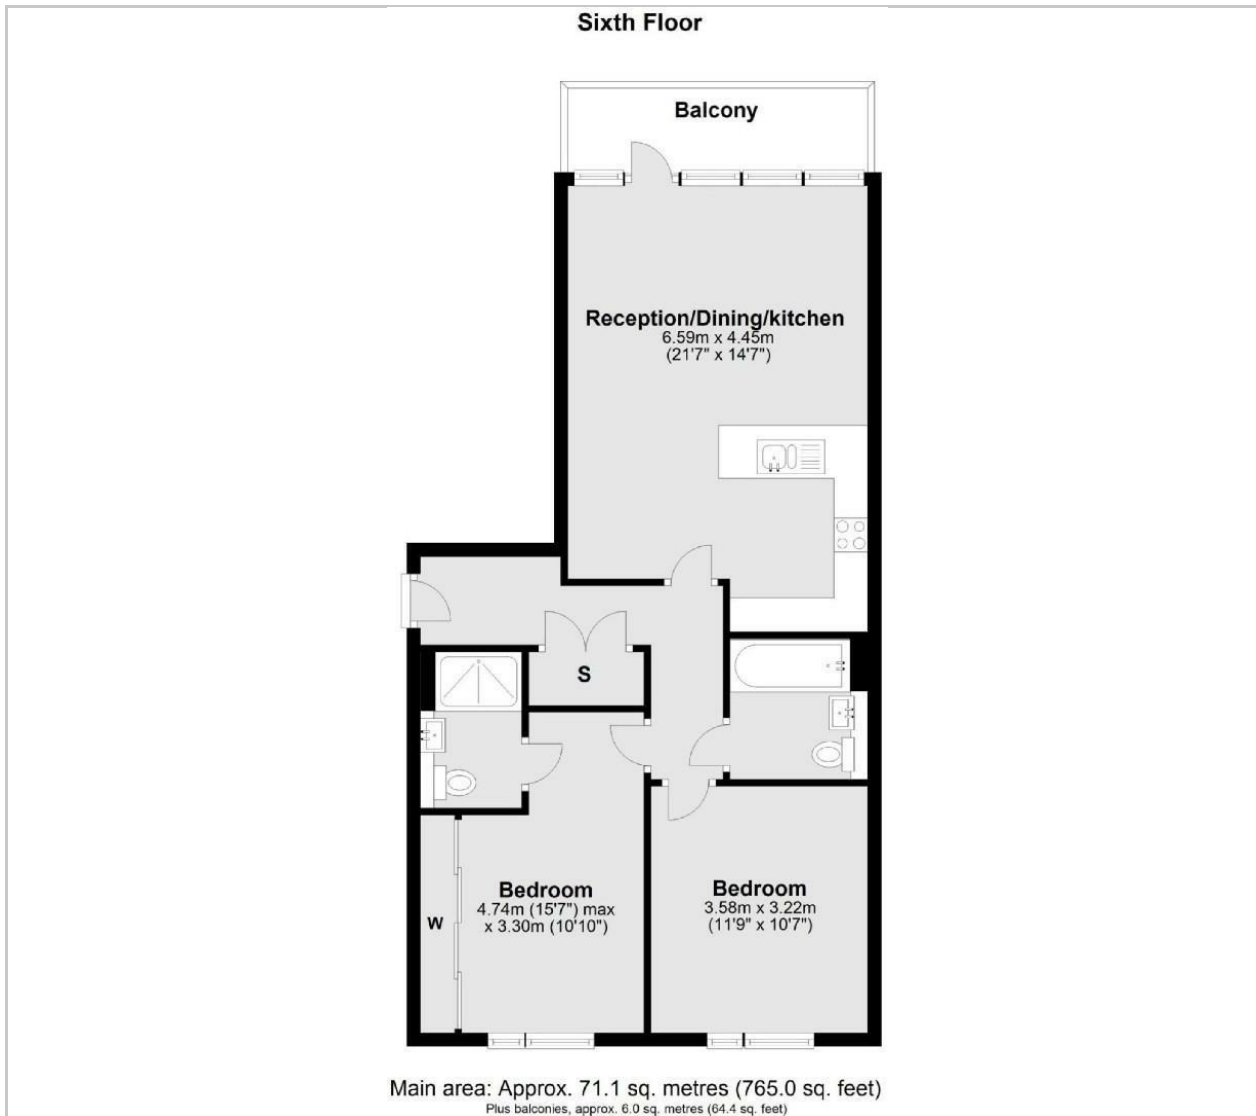 Sixth Floor
Balcony
Reception/Dining/kitchen
6.59m x 4.45m
(21'7" x 14'7")
S
Bedroom
4.74m (15'7") max
x 3.30m (10'10")
W
Bedroom
3.58m x 3.22m
(11'9" x 10'7")
Main area: Approx. 71.1 sq. metres (765.0 sq. feet)
Plus balconies, approx. 6.0 sq. metres (64.4 sq. feet)